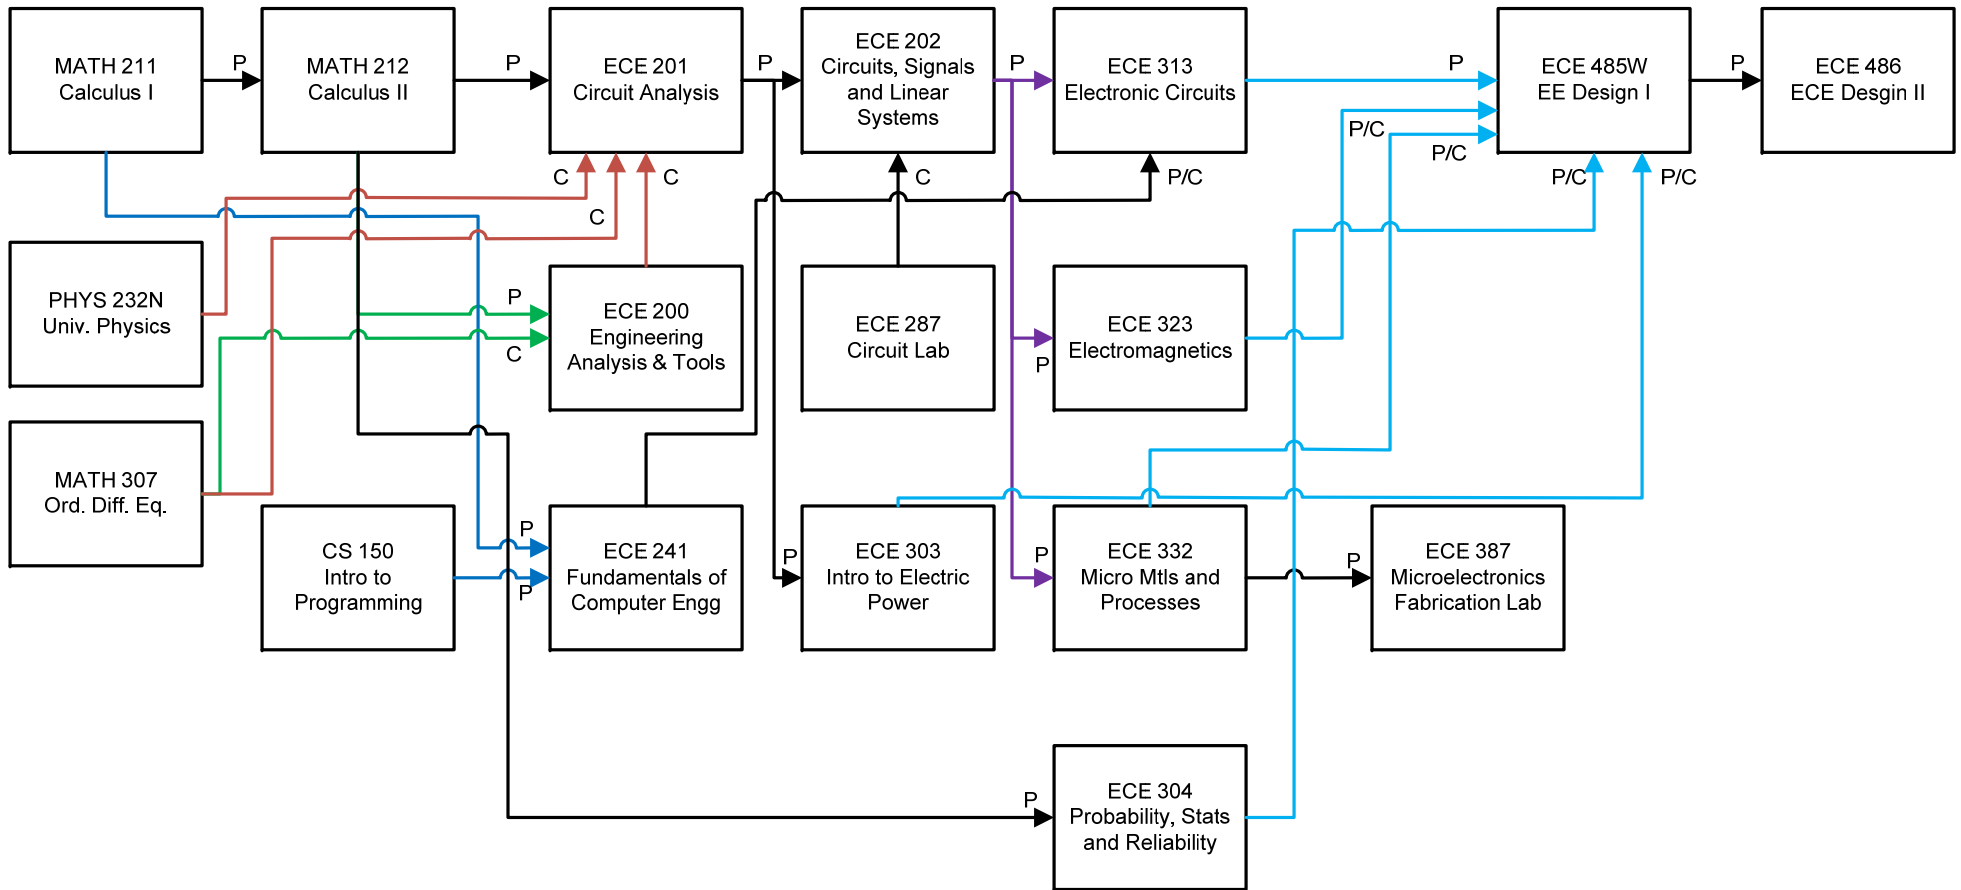 MATH 211
Calculus I
P
MATH 212
Calculus II
P
ECE 201
Circuit Analysis
P
ECE 202
Circuits, Signals
and Linear
Systems
P
ECE 313
Electronic Circuits
P
ECE 485W
EE Design I
P
ECE 486
ECE Desgin II
P/C
P/C
C
C
C
C
P/C
P/C
P/C
PHYS 232N
Univ. Physics
P
C
ECE 200
Engineering
Analysis & Tools
ECE 287
Circuit Lab
P
ECE 323
Electromagnetics
MATH 307
Ord. Diff. Eq.
CS 150
Intro to
Programming
P
P
ECE 241
Fundamentals of
Computer Engg
P
ECE 303
Intro to Electric
Power
P
ECE 332
Micro Mtls and
Processes
P
ECE 387
Microelectronics
Fabrication Lab
P
ECE 304
Probability, Stats
and Reliability